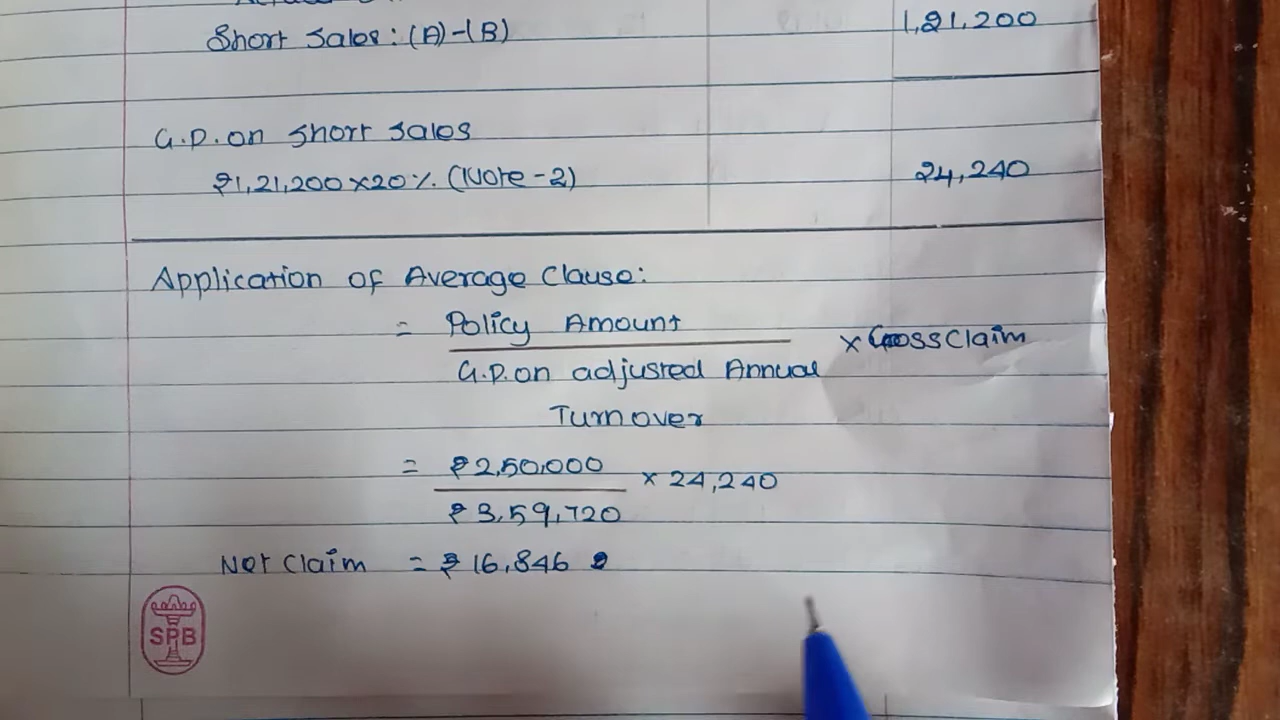 Short Sales: (A)-(B) 1,21,200
G.P. on short sales
₹1,21,200 x 20%. (Note-2) 24,240
Application of Average Clause:
= Policy Amount x Gross Claim
G.P. on adjusted Annual
Turnover
= ₹2,50,000 x 24,240
₹3,59,720
Net Claim = ₹16,846
SPB